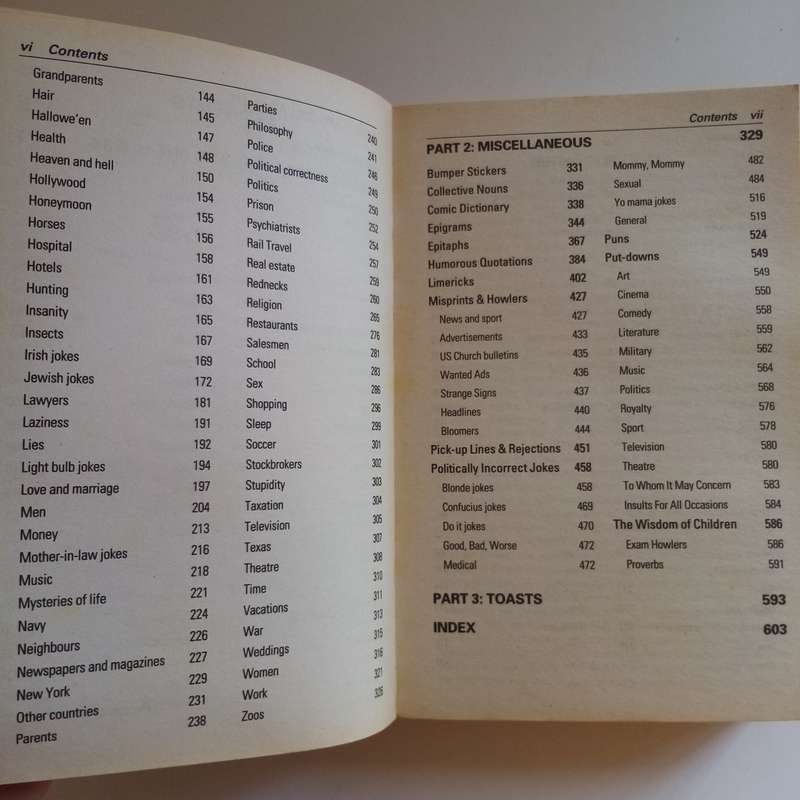 vi Contents
Grandparents 144
Hair 145
Hallowe'en 147
Health 148
Heaven and hell 150
Hollywood 154
Honeymoon 155
Horses 156
Hospital 158
Hotels 161
Hunting 163
Insanity 165
Insects 167
Irish jokes 169
Jewish jokes 172
Lawyers 181
Laziness 191
Lies 192
Light bulb jokes 194
Love and marriage 197
Men 204
Money 213
Mother-in-law jokes 216
Music 218
Mysteries of life 221
Navy 224
Neighbours 226
Newspapers and magazines 227
New York 229
Other countries 231
Parents 238
Parties 240
Philosophy 241
Police 246
Political correctness 249
Politics 250
Prison 252
Psychiatrists 254
Rail Travel 257
Real estate 259
Rednecks 260
Religion 265
Restaurants 276
Salesmen 281
School 283
Sex 286
Shopping 296
Sleep 299
Soccer 301
Stockbrokers 302
Stupidity 303
Taxation 304
Television 305
Texas 307
Theatre 308
Time 310
Vacations 311
War 313
Weddings 315
Women 316
Work 321
Zoos 326
Contents vii
PART 2: MISCELLANEOUS 329
Bumper Stickers 331
Collective Nouns 336
Comic Dictionary 338
Epigrams 344
Epitaphs 367
Humorous Quotations 384
Limericks 402
Misprints & Howlers 427
News and sport 427
Advertisements 433
US Church bulletins 435
Wanted Ads 436
Strange Signs 437
Headlines 440
Bloomers 444
Pick-up Lines & Rejections 451
Politically Incorrect Jokes 458
Blonde jokes 458
Confucius jokes 469
Do it jokes 470
Good, Bad, Worse 472
Medical 472
Mommy, Mommy 482
Sexual 484
Yo mama jokes 516
General 519
Puns 524
Put-downs 549
Art 549
Cinema 550
Comedy 558
Literature 559
Military 562
Music 564
Politics 568
Royalty 576
Sport 578
Television 580
Theatre 580
To Whom It May Concern 583
Insults For All Occasions 584
The Wisdom of Children 586
Exam Howlers 586
Proverbs 591
PART 3: TOASTS 593
INDEX 603